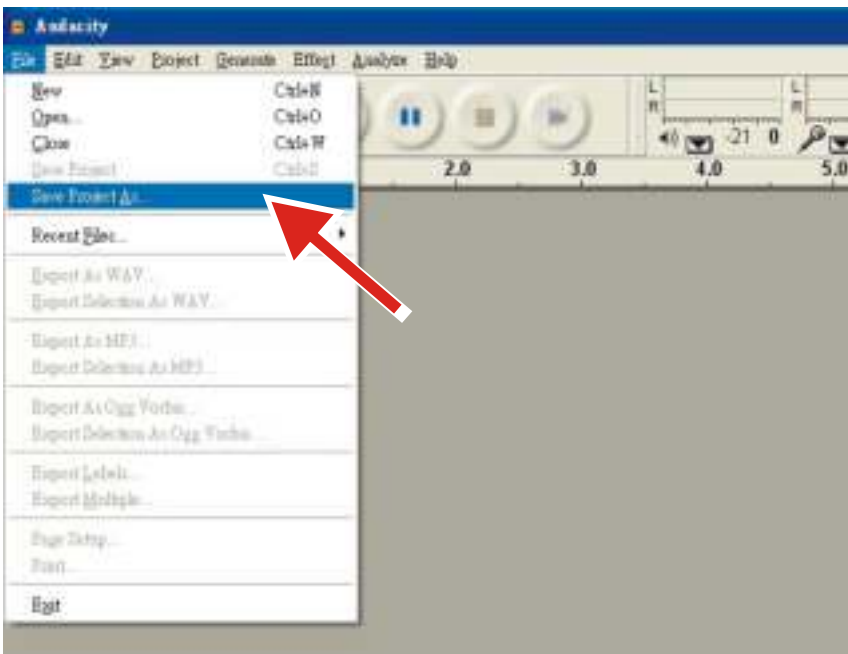 Audacity
File Edit View Project Generate Effect Analyze Help
New Ctrl+N
Open... Ctrl+O
Close Ctrl+W
Save Project Ctrl+S
Save Project As...
Recent Files...
Export As WAV...
Export Selection As WAV...
Export As MP3...
Export Selection As MP3...
Export As Ogg Vorbis...
Export Selection As Ogg Vorbis...
Export Labels...
Export Multiple...
Page Setup...
Print...
Exit
L
R
-21 0
L
R
2.0 3.0 4.0 5.0